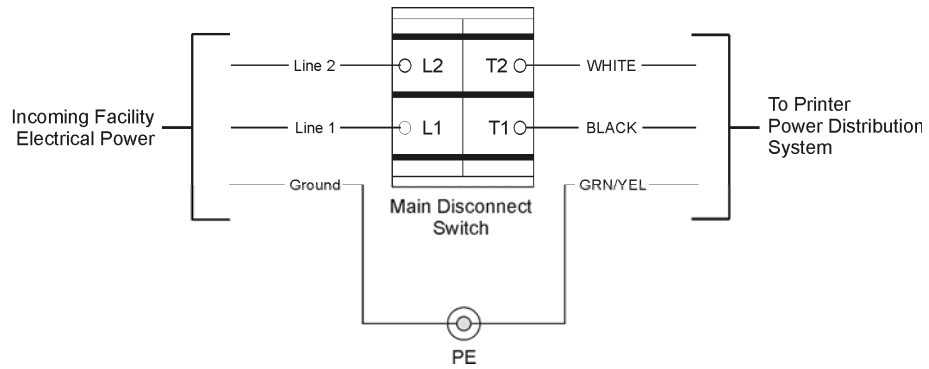 Incoming Facility
Electrical Power
Line 2
L2
T2
WHITE
Line 1
L1
T1
BLACK
Ground
GRN/YEL
Main Disconnect
Switch
To Printer
Power Distribution
System
PE